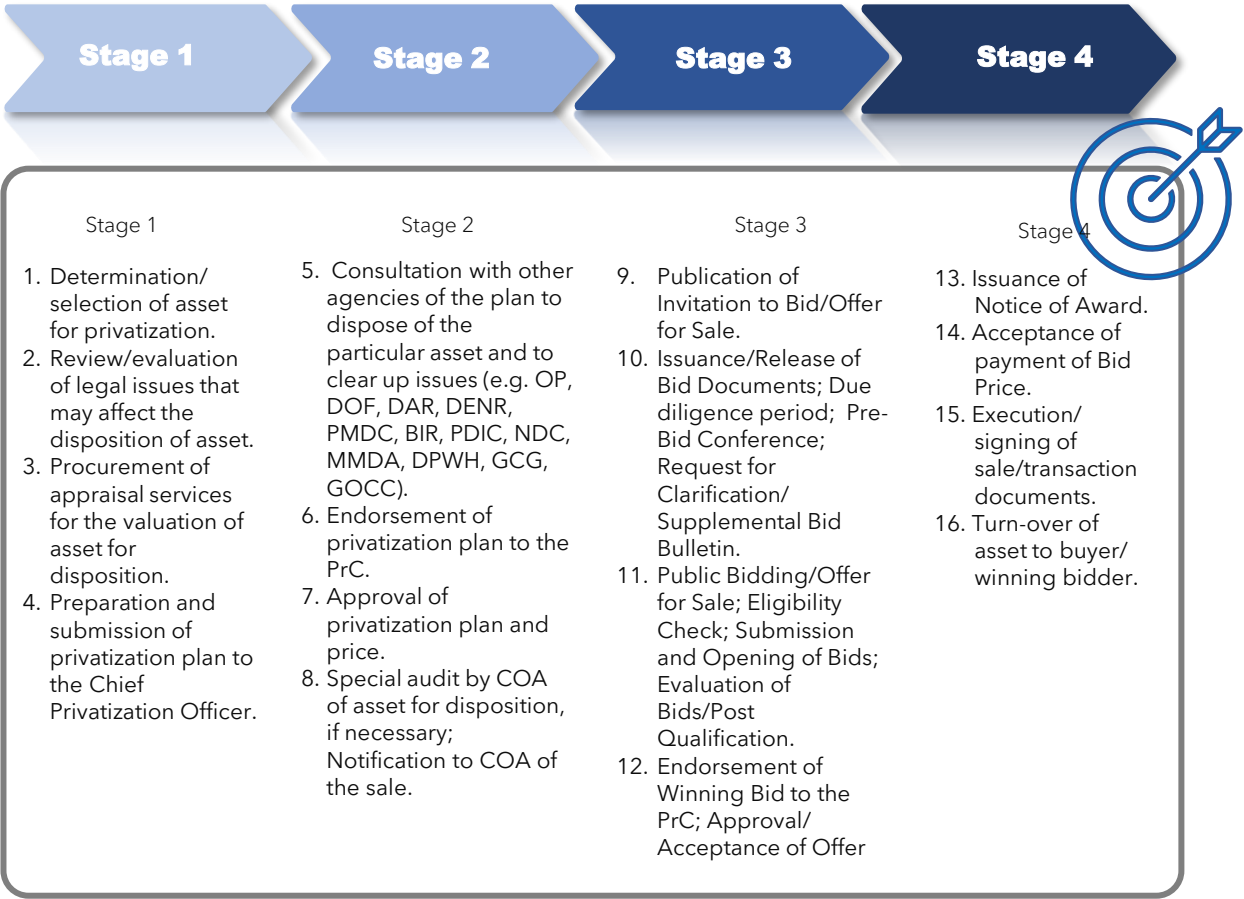 Stage 1
Stage 2
Stage 3
Stage 4
Stage 1
1. Determination/
selection of asset
for privatization.
2. Review/evaluation
of legal issues that
may affect the
disposition of asset.
3. Procurement of
appraisal services
for the valuation of
asset for
disposition.
4. Preparation and
submission of
privatization plan to
the Chief
Privatization Officer.
Stage 2
5. Consultation with other
agencies of the plan to
dispose of the
particular asset and to
clear up issues (e.g. OP,
DOF, DAR, DENR,
PMDC, BIR, PDIC, NDC,
MMDA, DPWH, GCG,
GOCC).
6. Endorsement of
privatization plan to the
PrC.
7. Approval of
privatization plan and
price.
8. Special audit by COA
of asset for disposition,
if necessary;
Notification to COA of
the sale.
Stage 3
9. Publication of
Invitation to Bid/Offer
for Sale.
10. Issuance/Release of
Bid Documents; Due
diligence period; Pre-
Bid Conference;
Request for
Clarification/
Supplemental Bid
Bulletin.
11. Public Bidding/Offer
for Sale; Eligibility
Check; Submission
and Opening of Bids;
Evaluation of
Bids/Post
Qualification.
12. Endorsement of
Winning Bid to the
PrC; Approval/
Acceptance of Offer
Stage 4
13. Issuance of
Notice of Award.
14. Acceptance of
payment of Bid
Price.
15. Execution/
signing of
sale/transaction
documents.
16. Turn-over of
asset to buyer/
winning bidder.